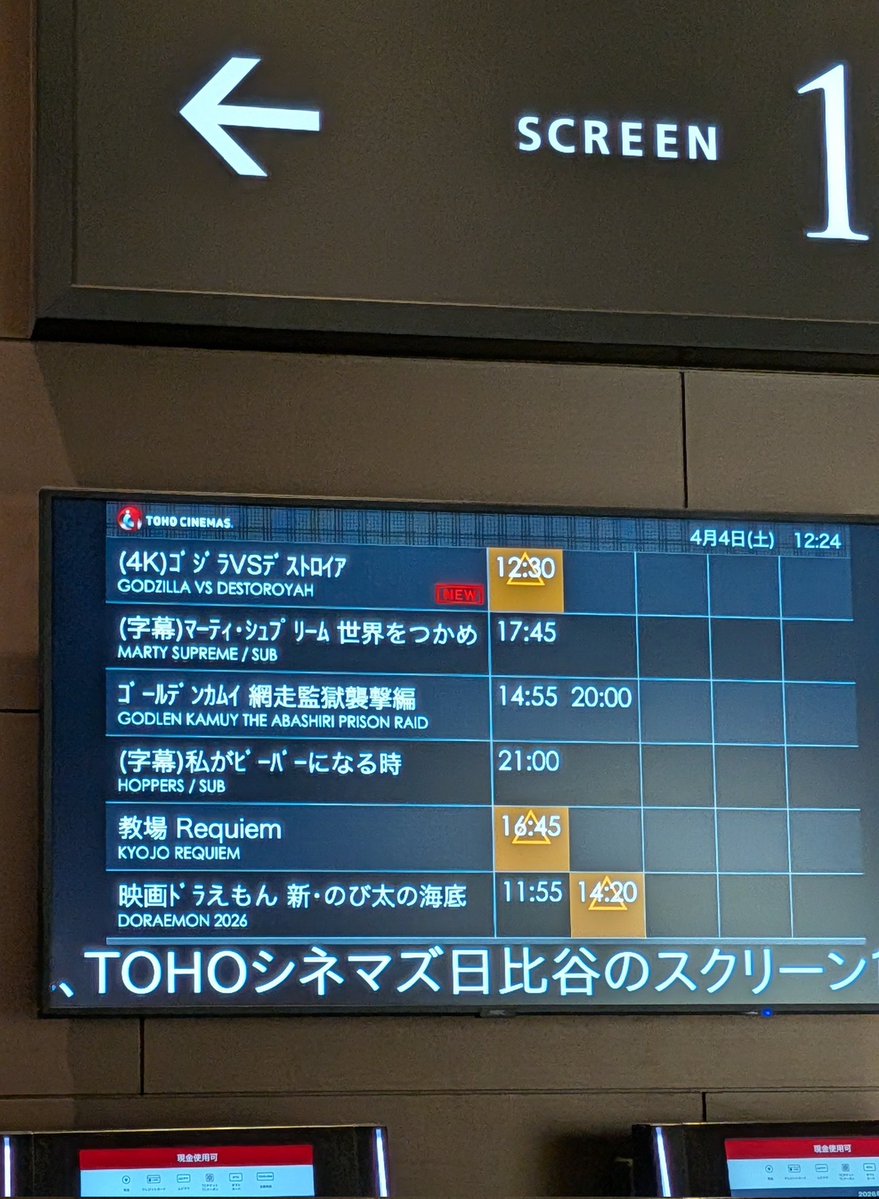 SCREEN 1
TOHO CINEMAS.
4月4日(土) 12:24
(4K)ｺﾞｼﾞﾗVSﾃﾞｽﾄﾛｲｱ 12:30
GODZILLA VS DESTOROYAH NEW
(字幕)ﾏｰﾃｨ･ｼｭﾌﾟﾘｰﾑ 世界をつかめ 17:45
MARTY SUPREME / SUB
ｺﾞｰﾙﾃﾞﾝｶﾑｲ 網走監獄襲撃編 14:55 20:00
GODLEN KAMUY THE ABASHIRI PRISON RAID
(字幕)私がﾋﾞｰﾊﾞｰになる時 21:00
HOPPERS / SUB
教場 Requiem 16:45
KYOJO REQUIEM
映画ﾄﾞﾗえもん 新･のび太の海底 11:55 14:20
DORAEMON 2026
、TOHOシネマズ日比谷のスクリーン
現金使用可
現金使用可